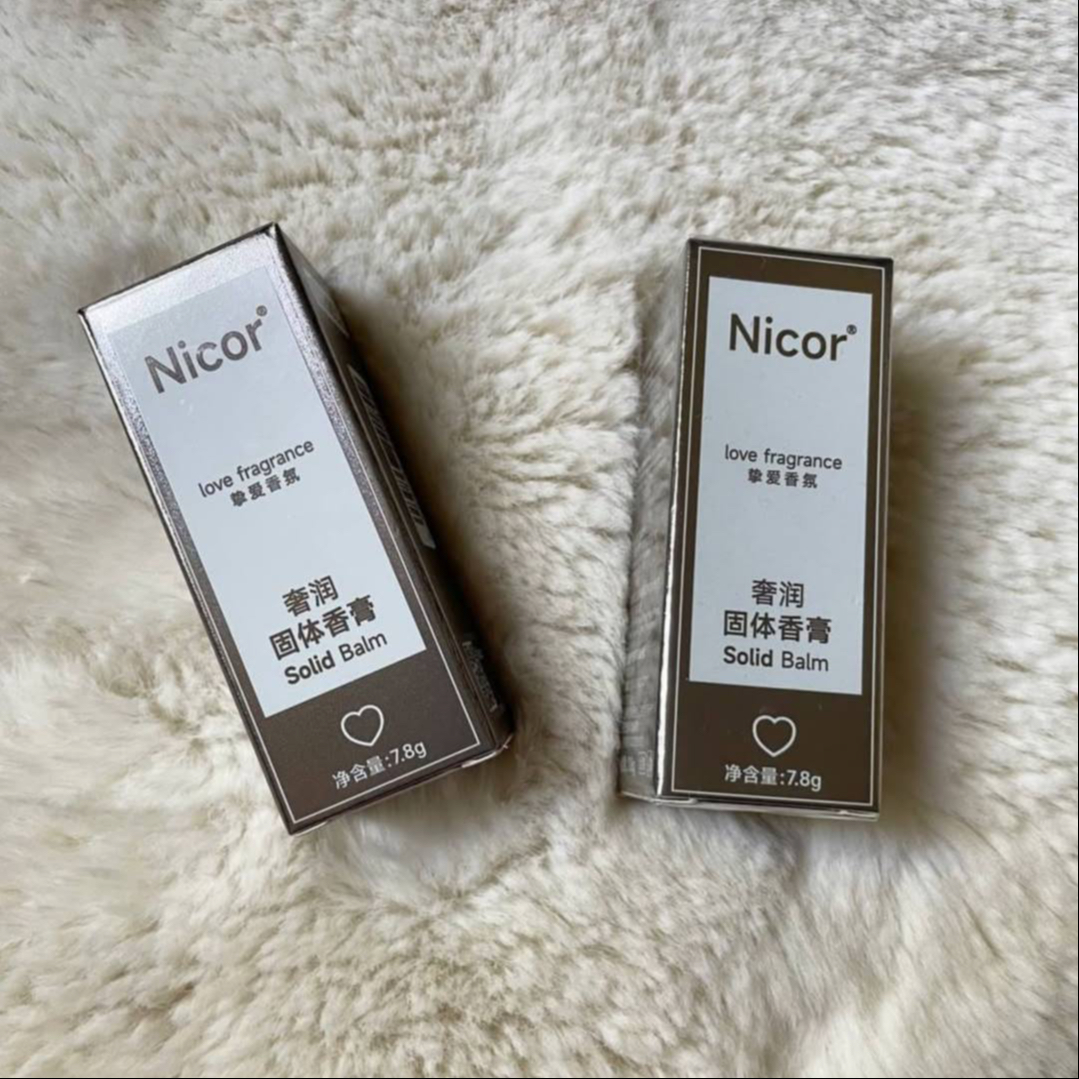 Nicor®
love fragrance
挚爱香氛
奢润
固体香膏
Solid Balm
净含量:7.8g
Nicor®
love fragrance
挚爱香氛
奢润
固体香膏
Solid Balm
净含量:7.8g